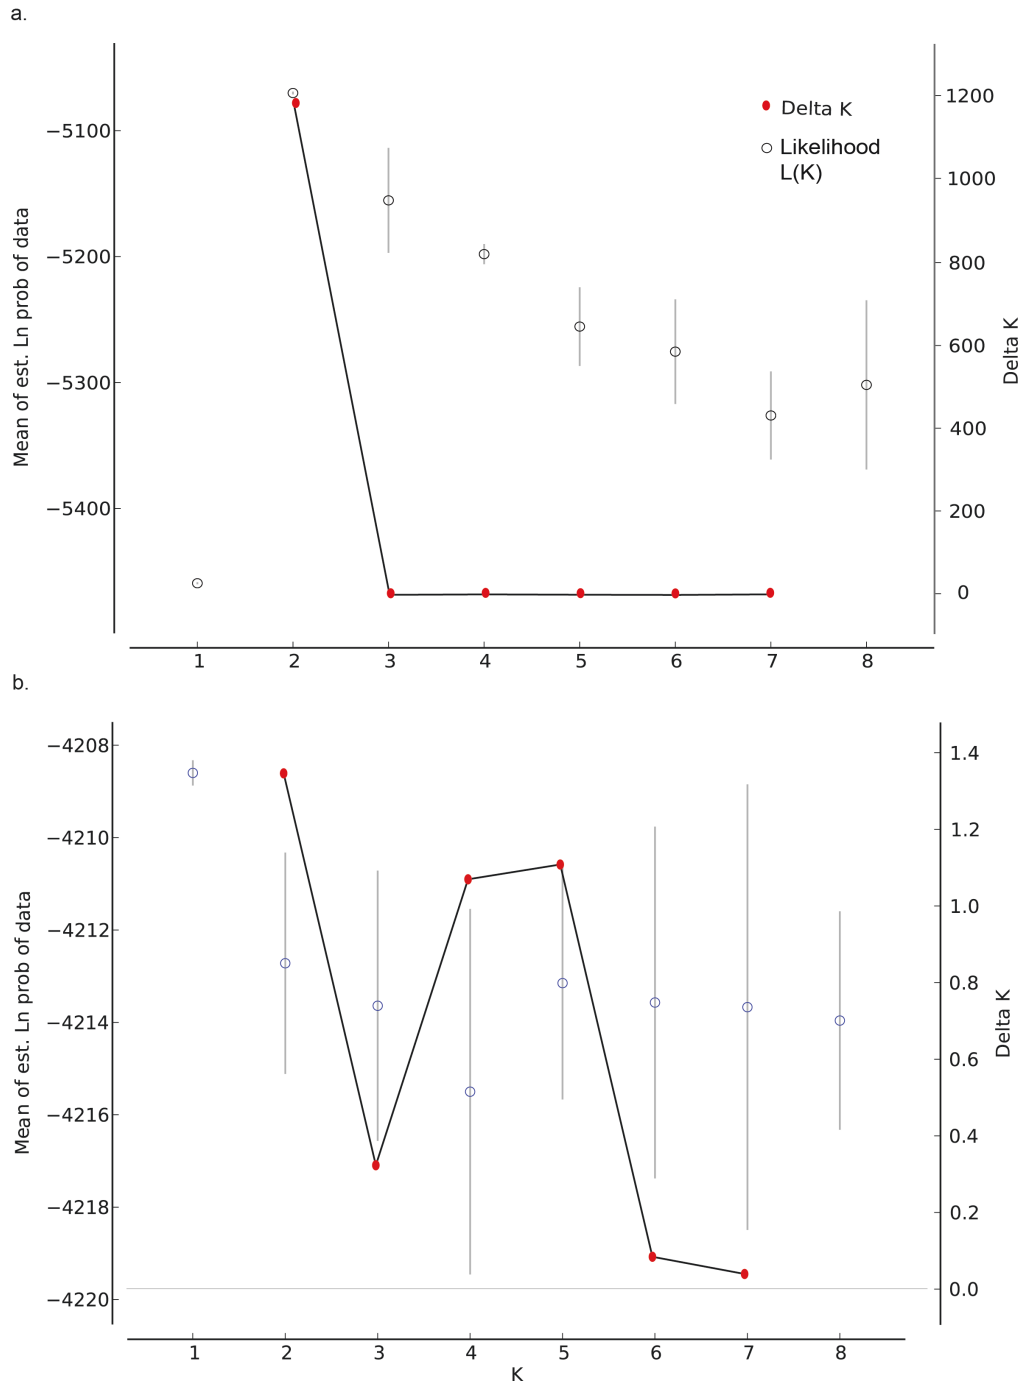 a.
−5100
−5200
−5300
−5400
Mean of est. Ln prob of data
Delta K
Likelihood
L(K)
1200
1000
800
600
400
200
0
Delta K
1 2 3 4 5 6 7 8
b.
−4208
−4210
−4212
−4214
−4216
−4218
−4220
Mean of est. Ln prob of data
1.4
1.2
1.0
0.8
0.6
0.4
0.2
0.0
Delta K
1 2 3 4 5 6 7 8
K